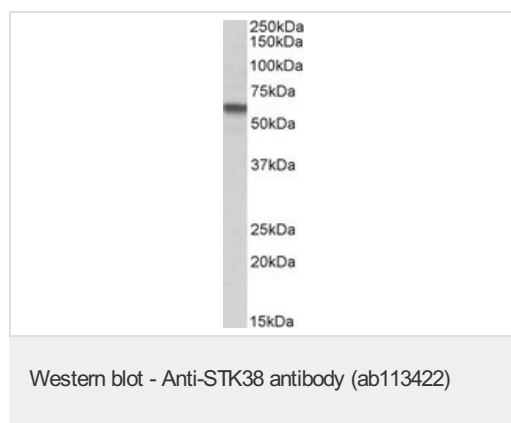 250kDa
150kDa
100kDa
75kDa
50kDa
37kDa
25kDa
20kDa
15kDa
Western blot - Anti-STK38 antibody (ab113422)